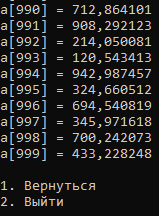 a[990] = 712,864101
a[991] = 908,292123
a[992] = 214,050081
a[993] = 120,543413
a[994] = 942,987457
a[995] = 324,660512
a[996] = 694,540819
a[997] = 345,971618
a[998] = 700,242073
a[999] = 433,228248
1. Вернуться
2. Выйти